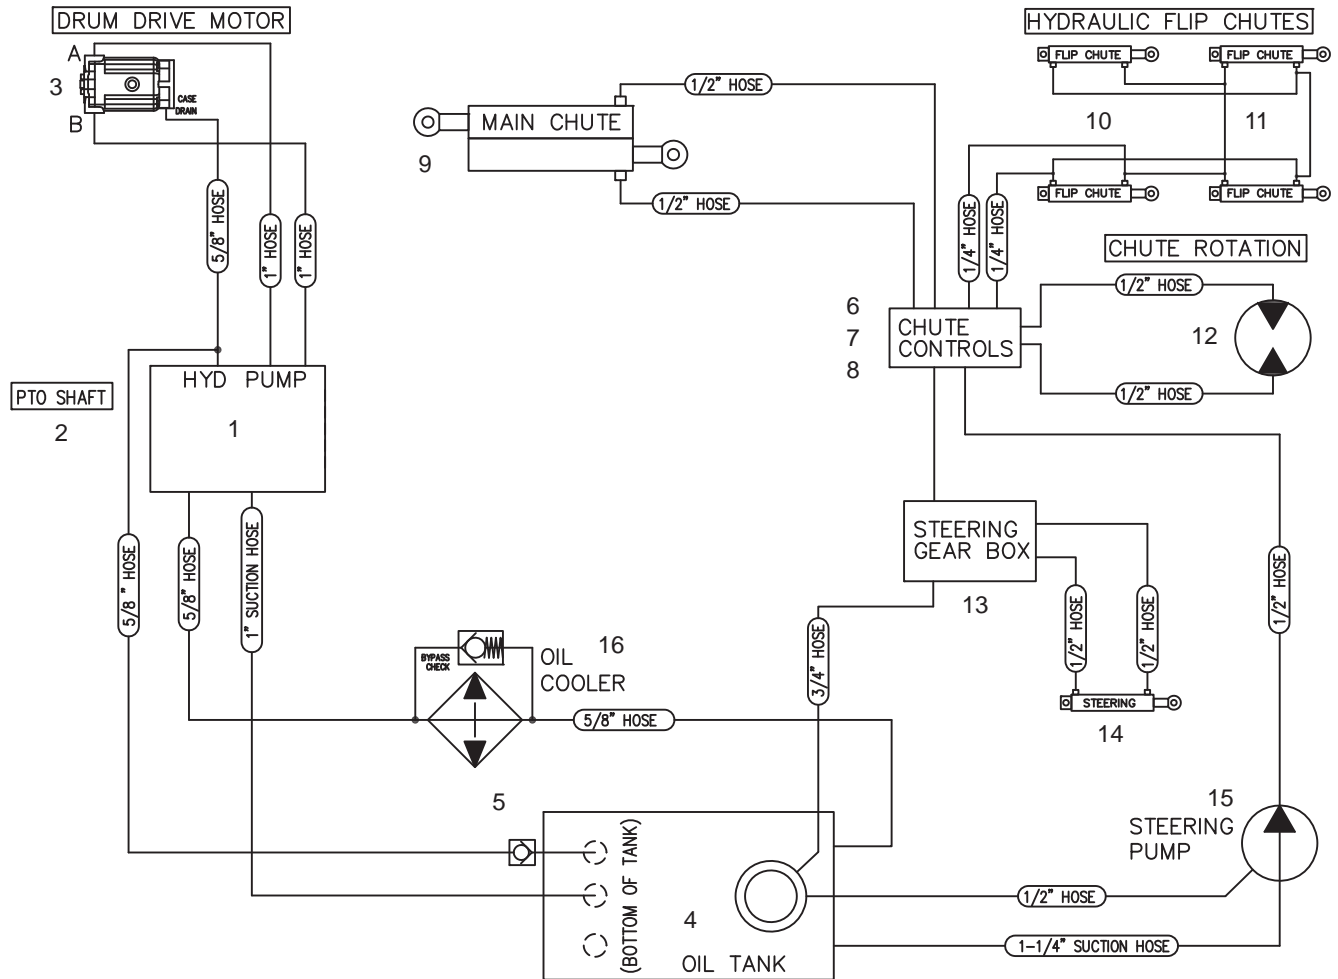 DRUM DRIVE MOTOR
HYDRAULIC FLIP CHUTES
A
3
B
CASE
DRAIN
FLIP CHUTE
FLIP CHUTE
10
11
FLIP CHUTE
FLIP CHUTE
1/2" HOSE
MAIN CHUTE
9
1/2" HOSE
5/8" HOSE
1" HOSE
1" HOSE
1/4" HOSE
1/4" HOSE
CHUTE ROTATION
1/2" HOSE
12
1/2" HOSE
6
7
8
CHUTE
CONTROLS
HYD PUMP
1
PTO SHAFT
2
5/8 " HOSE
5/8" HOSE
1" SUCTION HOSE
STEERING
GEAR BOX
13
1/2" HOSE
1/2" HOSE
1/2" HOSE
STEERING
14
3/4" HOSE
BYPASS
CHECK
16
OIL
COOLER
5/8" HOSE
5
(BOTTOM OF TANK)
4
OIL TANK
15
STEERING
PUMP
1/2" HOSE
1-1/4" SUCTION HOSE